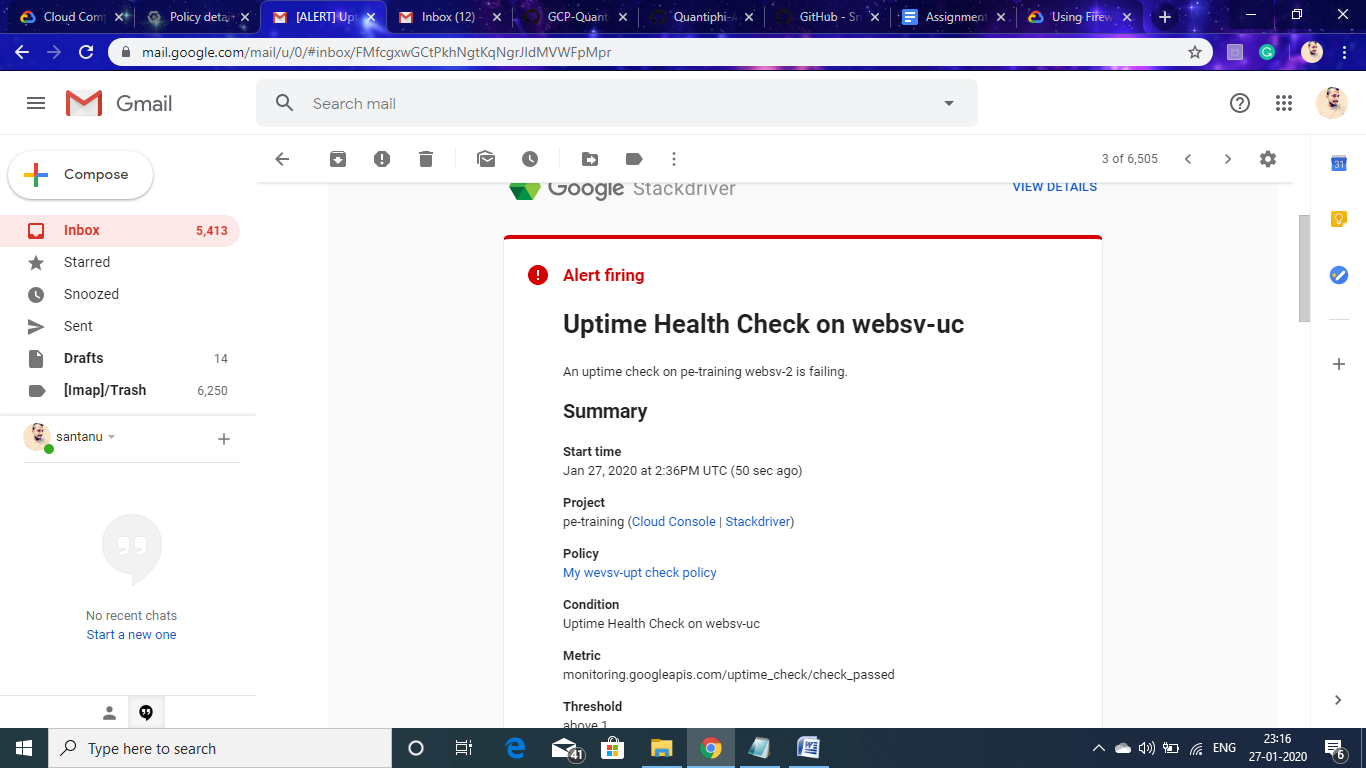 Cloud Com
Policy detai
[ALERT] Upt
Inbox (12) -
GCP-Quant
Quantiphi-A
GitHub - Sn
Assignment
Using Firew
mail.google.com/mail/u/0/#inbox/FMfcgxwGCtPkhNgtKqNgrJldMVWFpMpr
Gmail
Search mail
Compose
3 of 6,505
31
Inbox 5,413
Starred
Snoozed
Sent
Drafts 14
[Imap]/Trash 6,250
santanu
No recent chats
Start a new one
Google Stackdriver
VIEW DETAILS
Alert firing
Uptime Health Check on websv-uc
An uptime check on pe-training websv-2 is failing.
Summary
Start time
Jan 27, 2020 at 2:36PM UTC (50 sec ago)
Project
pe-training (Cloud Console | Stackdriver)
Policy
My wevsv-upt check policy
Condition
Uptime Health Check on websv-uc
Metric
monitoring.googleapis.com/uptime_check/check_passed
Threshold
above 1
Type here to search
41
ENG
23:16
27-01-2020
6